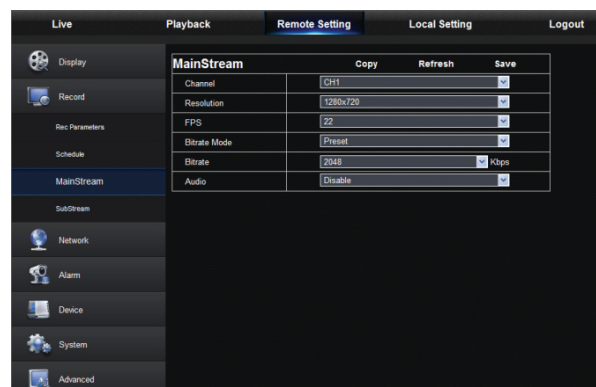 Live Playback Remote Setting Local Setting Logout
Display
Record
Rec Parameters
Schedule
MainStream
SubStream
Network
Alarm
Device
System
Advanced
MainStream Copy Refresh Save
Channel CH1
Resolution 1280x720
FPS 22
Bitrate Mode Preset
Bitrate 2048 Kbps
Audio Disable